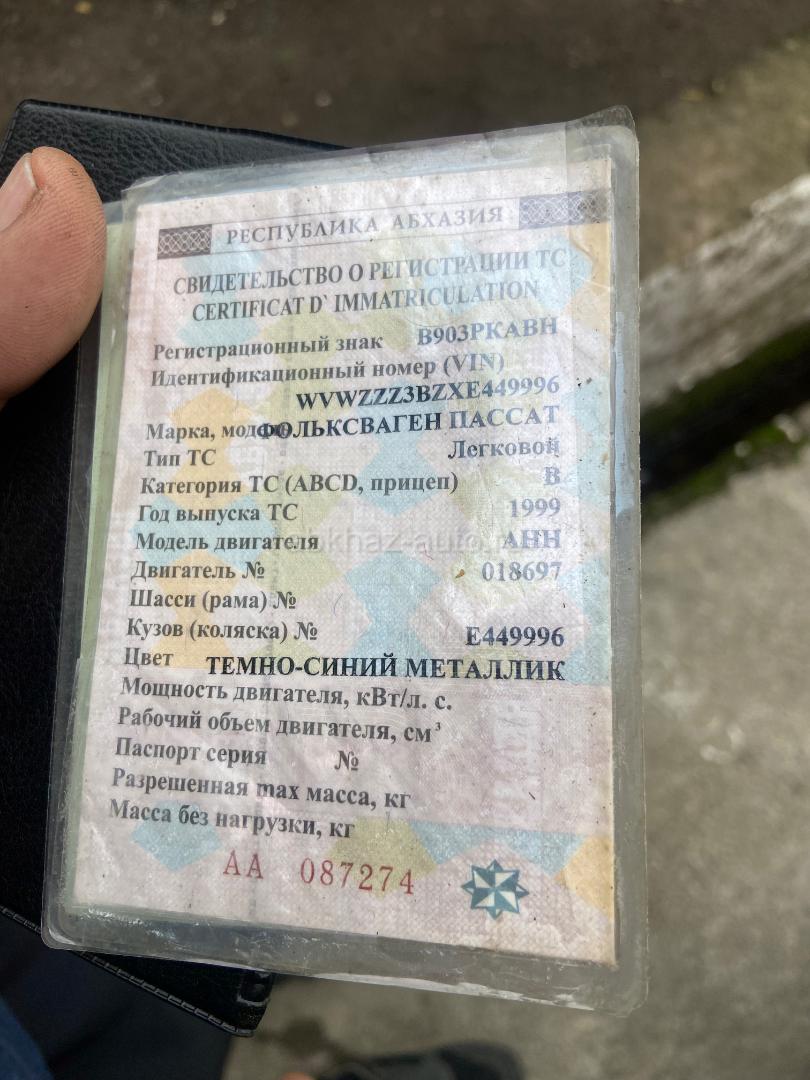 РЕСПУБЛИКА АБХАЗИЯ
СВИДЕТЕЛЬСТВО О РЕГИСТРАЦИИ ТС
CERTIFICAT D` IMMATRICULATION
Регистрационный знак В903РКАВН
Идентификационный номер (VIN)
WVWZZZ3BZXE449996
Марка, модель ФОЛЬКСВАГЕН ПАССАТ
Тип ТС Легковой
Категория ТС (ABCD, прицеп) B
Год выпуска ТС 1999
Модель двигателя AHH
Двигатель № 018697
Шасси (рама) №
Кузов (коляска) № E449996
Цвет ТЕМНО-СИНИЙ МЕТАЛЛИК
Мощность двигателя, кВт/л. с.
Рабочий объем двигателя, см³
Паспорт серия №
Разрешенная max масса, кг
Масса без нагрузки, кг
АА 087274